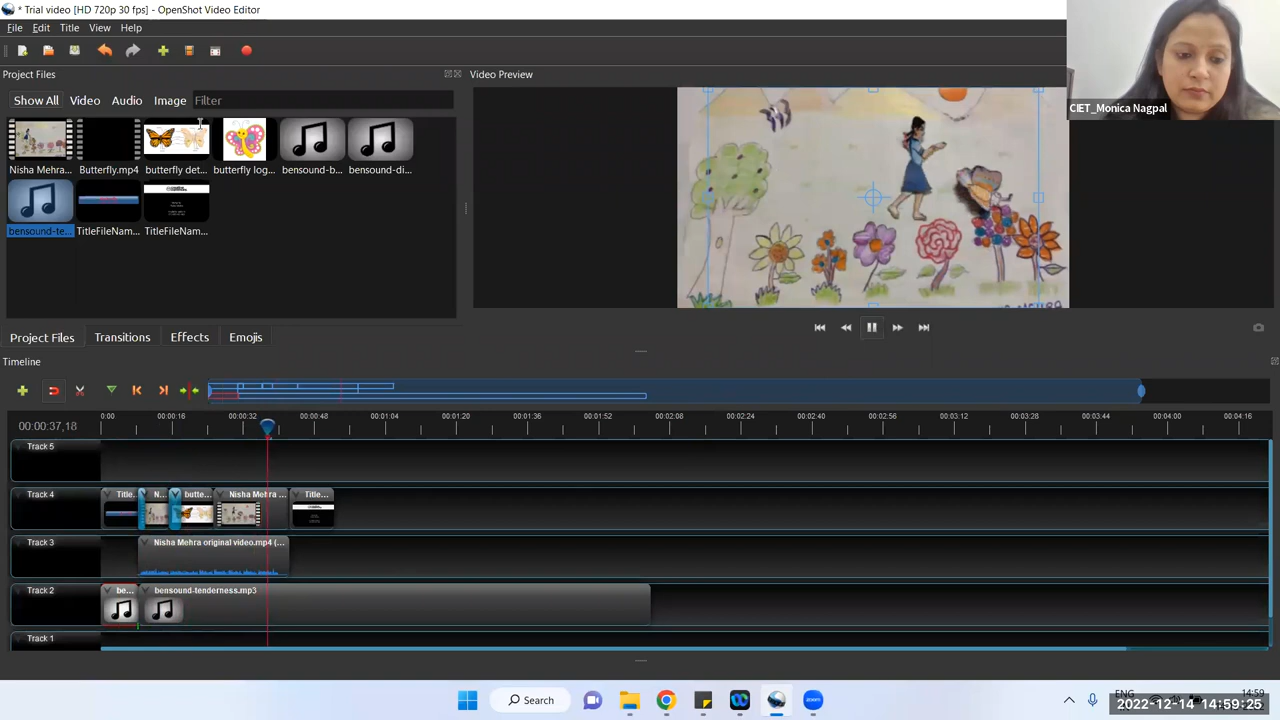 * Trial video [HD 720p 30 fps] - OpenShot Video Editor
File Edit Title View Help
Project Files
Video Preview
CIET_Monica Nagpal
Show All Video Audio Image Filter
Nisha Mehra... Butterfly.mp4 butterfly det... butterfly log... bensound-b... bensound-di...
bensound-te... TitleFileNam... TitleFileNam...
Project Files Transitions Effects Emojis
Timeline
00:00:37,18
0:00 00:00:16 00:00:32 00:00:48 00:01:04 00:01:20 00:01:36 00:01:52 00:02:08 00:02:24 00:02:40 00:02:56 00:03:12 00:03:28 00:03:44 00:04:00 00:04:16
Track 5
Track 4 Title... N... butte... Nisha Mehra ... Title...
Track 3 Nisha Mehra original video.mp4 (...
Track 2 be... bensound-tenderness.mp3
Track 1
Search
ENG
14:59
2022-12-14 14:59:25